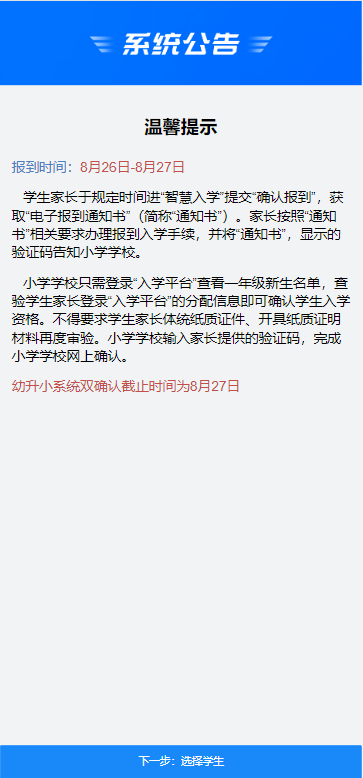 系统公告
温馨提示
报到时间：8月26日-8月27日
学生家长于规定时间进“智慧入学”提交“确认报到”，获
取“电子报到通知书”（简称“通知书”）。家长按照“通知
书”相关要求办理报到入学手续，并将“通知书”，显示的
验证码告知小学学校。
小学学校只需登录“入学平台”查看一年级新生名单，查
验学生家长登录“入学平台”的分配信息即可确认学生入学
资格。不得要求学生家长体统纸质证件、开具纸质证明
材料再度审验。小学学校输入家长提供的验证码，完成
小学学校网上确认。
幼升小系统双确认截止时间为8月27日
下一步：选择学生